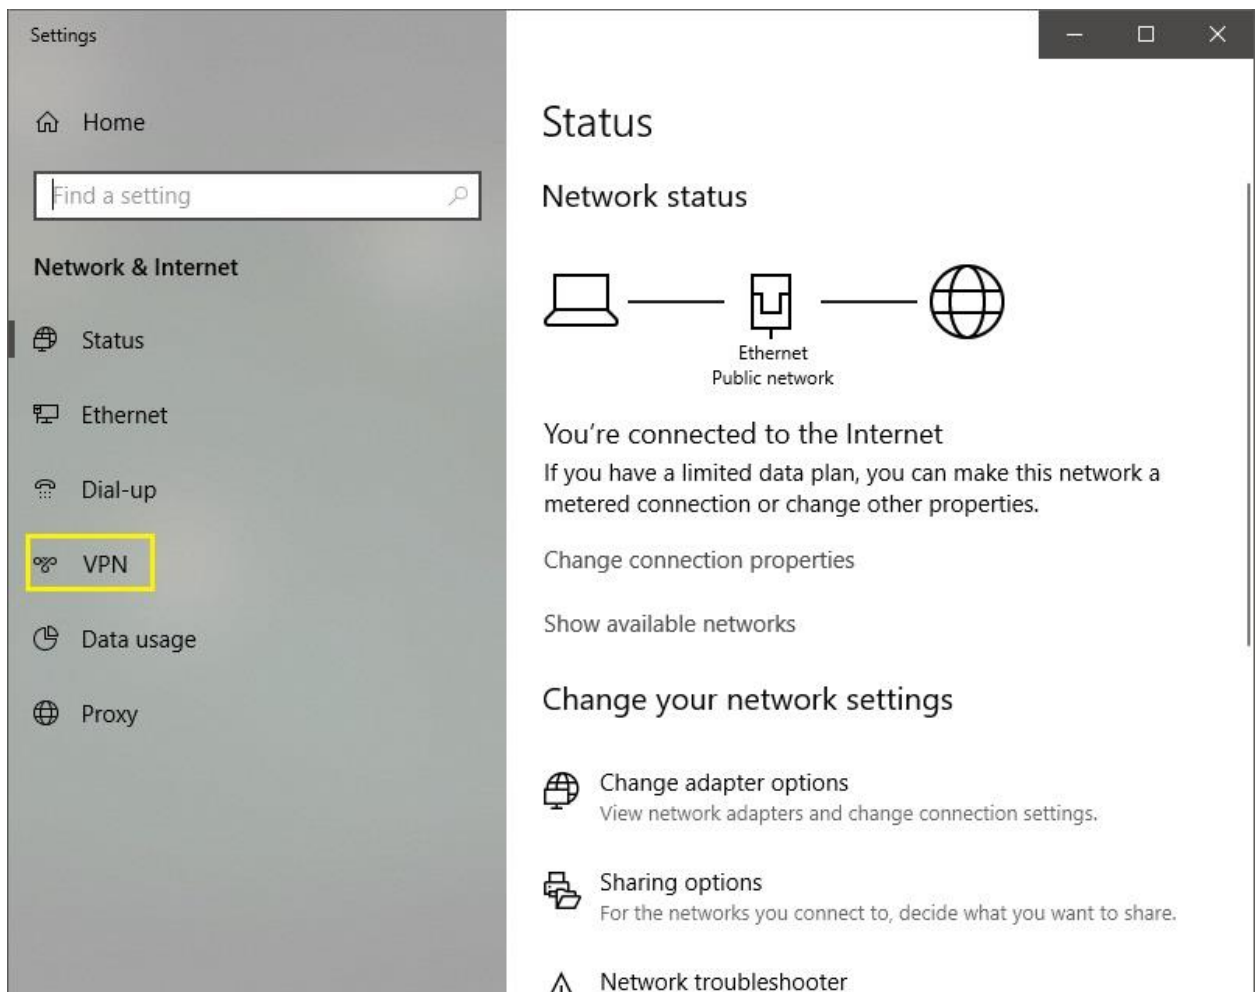 Settings
Home
Find a setting
Network & Internet
Status
Ethernet
Dial-up
VPN
Data usage
Proxy
Status
Network status
Ethernet
Public network
You’re connected to the Internet
If you have a limited data plan, you can make this network a
metered connection or change other properties.
Change connection properties
Show available networks
Change your network settings
Change adapter options
View network adapters and change connection settings.
Sharing options
For the networks you connect to, decide what you want to share.
Network troubleshooter